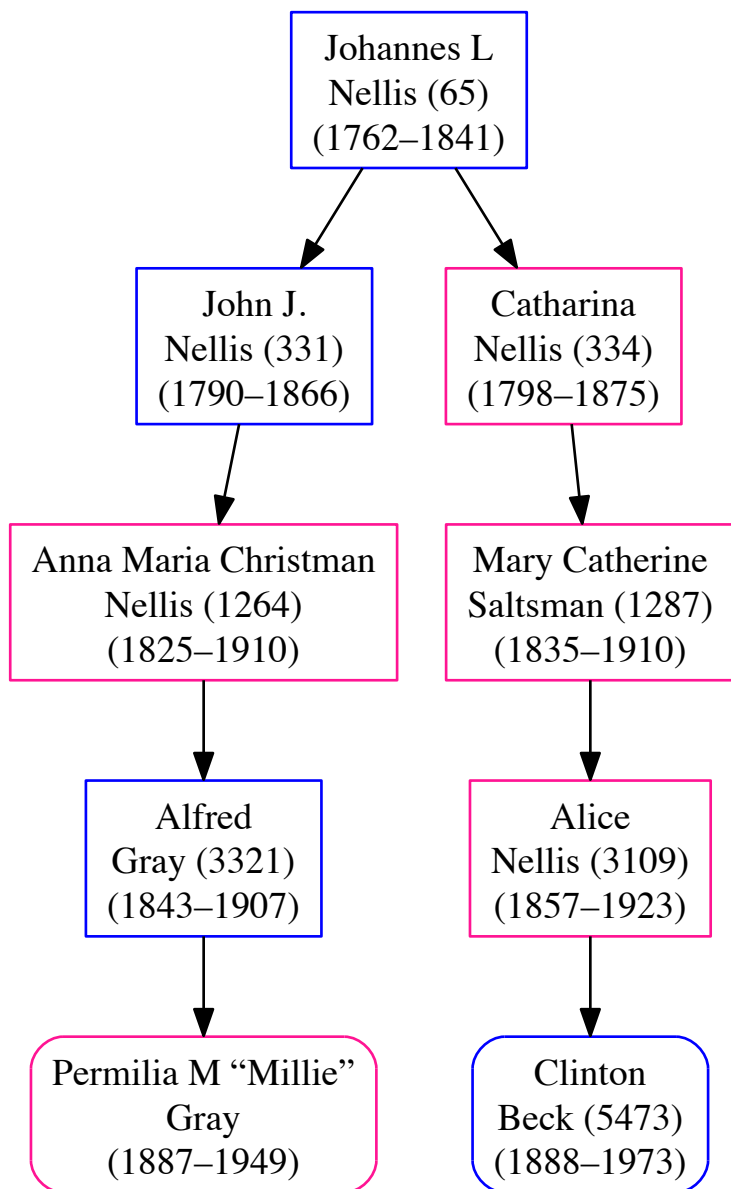 Johannes L
Nellis (65)
(1762–1841)
John J.
Nellis (331)
(1790–1866)
Catharina
Nellis (334)
(1798–1875)
Anna Maria Christman
Nellis (1264)
(1825–1910)
Mary Catherine
Saltsman (1287)
(1835–1910)
Alfred
Gray (3321)
(1843–1907)
Alice
Nellis (3109)
(1857–1923)
Permilia M “Millie”
Gray
(1887–1949)
Clinton
Beck (5473)
(1888–1973)